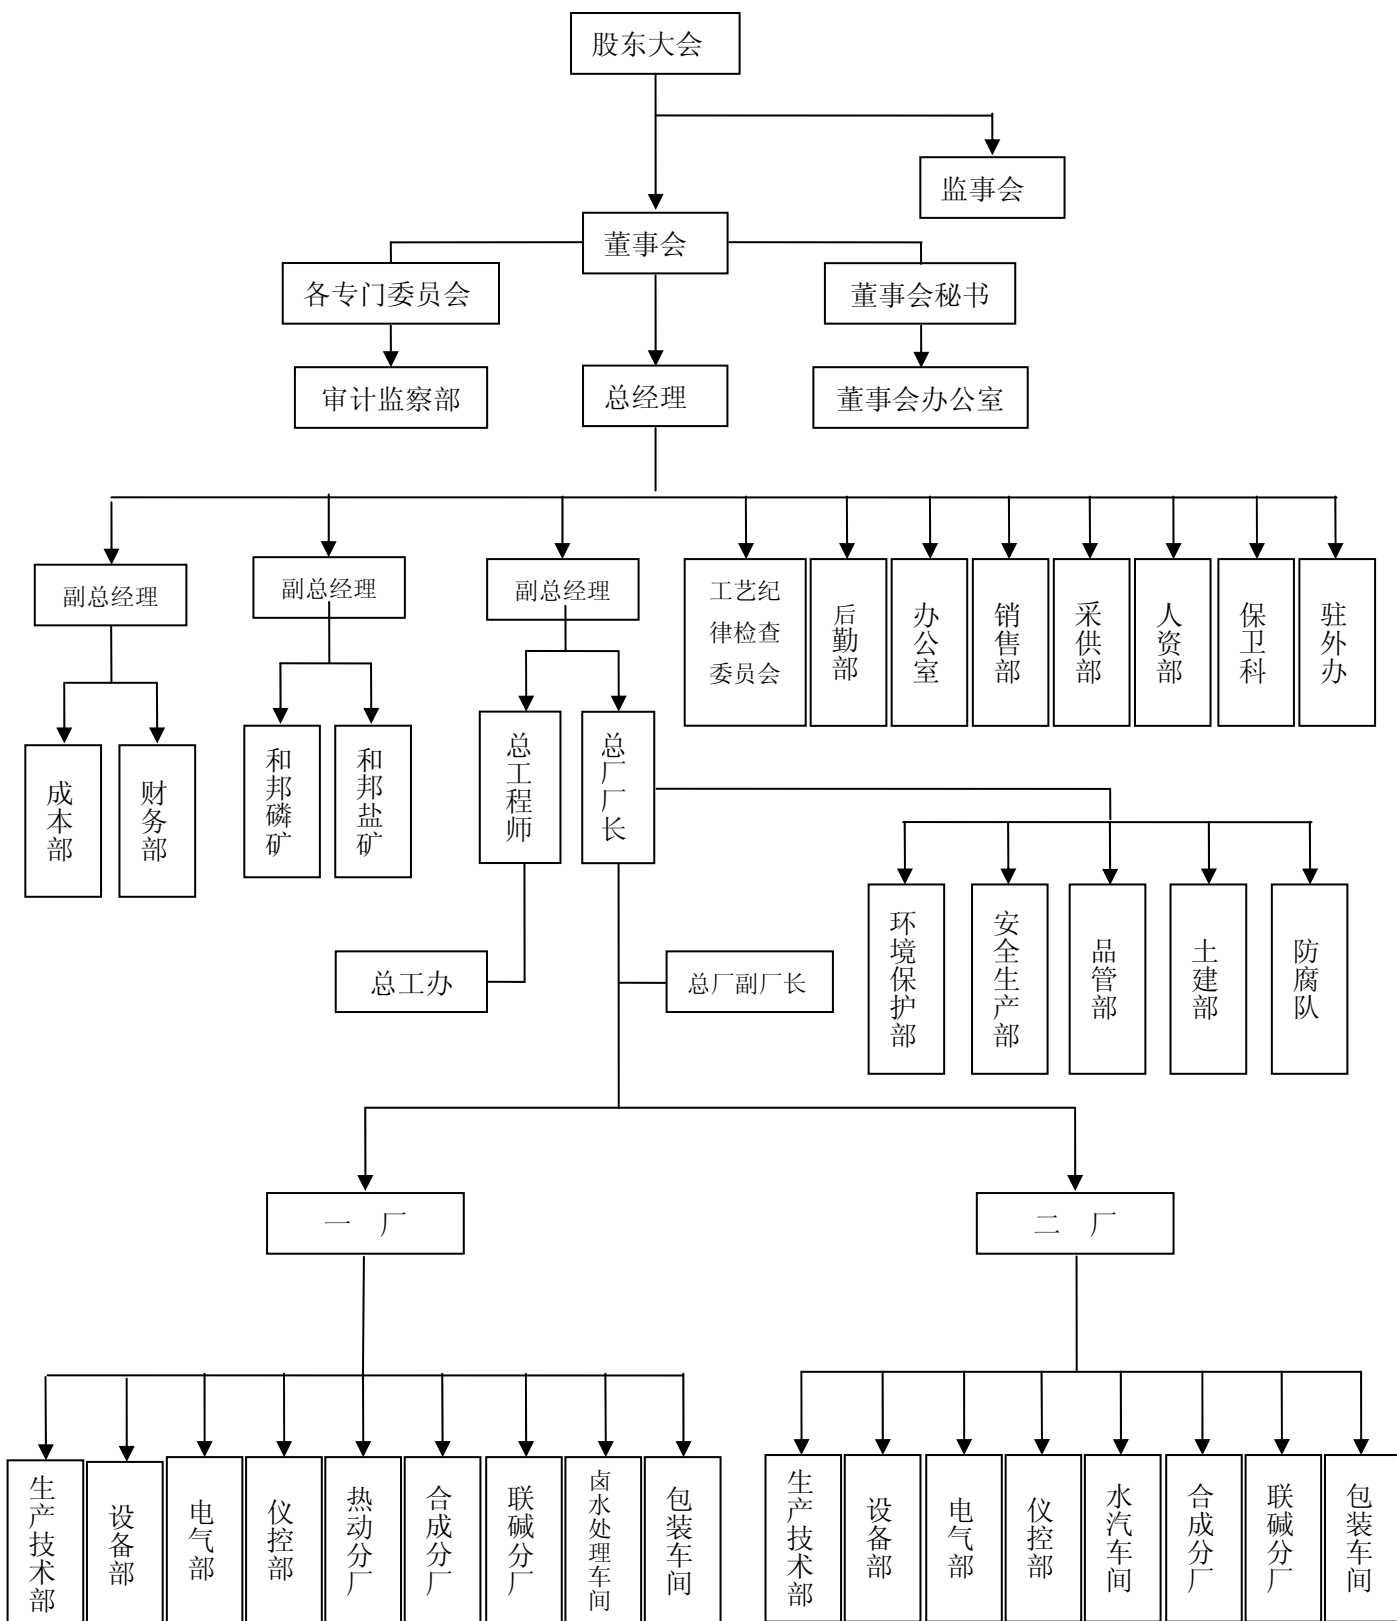 股东大会
监事会
董事会
各专门委员会
董事会秘书
审计监察部
总经理
董事会办公室
副总经理
副总经理
副总经理
工艺纪
律检查
委员会
后勤部
办公室
销售部
采供部
人资部
保卫科
驻外办
成本部
财务部
和邦磷矿
和邦盐矿
总工程师
总厂厂长
环境保护部
安全生产部
品管部
土建部
防腐队
总工办
总厂副厂长
一 厂
二 厂
生产技术部
设备部
电气部
仪控部
热动分厂
合成分厂
联碱分厂
卤水处理车间
包装车间
生产技术部
设备部
电气部
仪控部
水汽车间
合成分厂
联碱分厂
包装车间